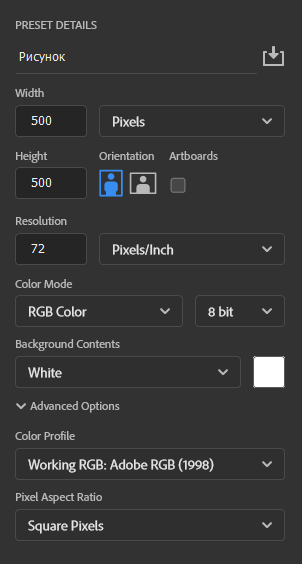 PRESET DETAILS
Рисунок
Width
500 Pixels
Height Orientation Artboards
500
Resolution
72 Pixels/Inch
Color Mode
RGB Color 8 bit
Background Contents
White
Advanced Options
Color Profile
Working RGB: Adobe RGB (1998)
Pixel Aspect Ratio
Square Pixels